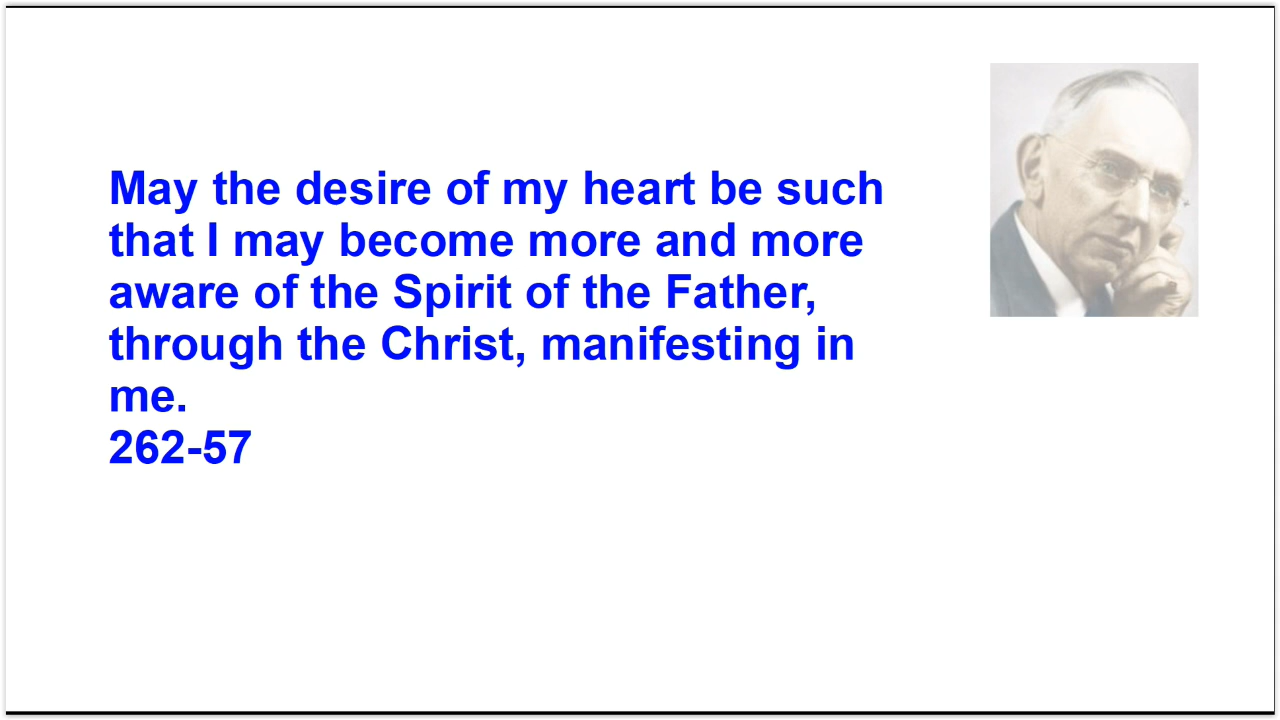 May the desire of my heart be such
that I may become more and more
aware of the Spirit of the Father,
through the Christ, manifesting in
me.
262-57